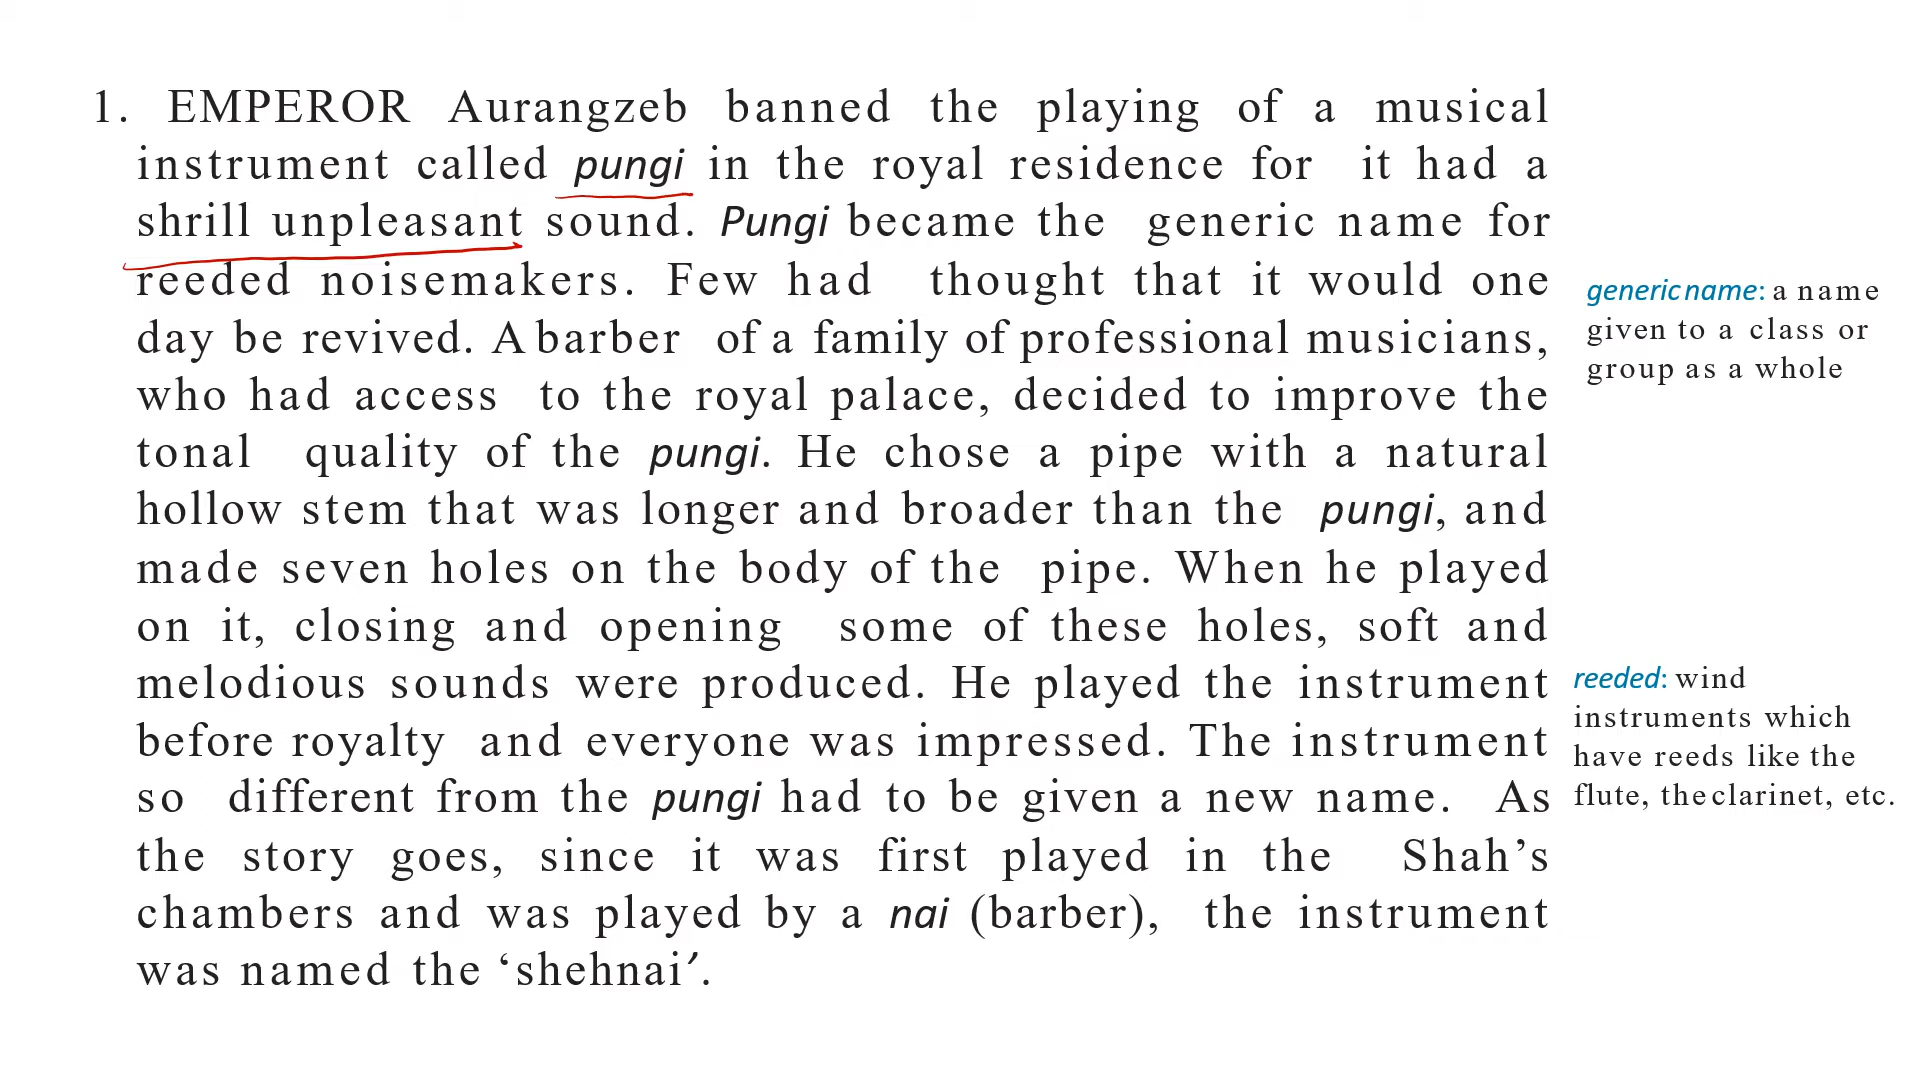 1. EMPEROR Aurangzeb banned the playing of a musical
instrument called pungi in the royal residence for it had a
shrill unpleasant sound. Pungi became the generic name for
reeded noisemakers. Few had thought that it would one
day be revived. A barber of a family of professional musicians,
who had access to the royal palace, decided to improve the
tonal quality of the pungi. He chose a pipe with a natural
hollow stem that was longer and broader than the pungi, and
made seven holes on the body of the pipe. When he played
on it, closing and opening some of these holes, soft and
melodious sounds were produced. He played the instrument
before royalty and everyone was impressed. The instrument
so different from the pungi had to be given a new name. As
the story goes, since it was first played in the Shah’s
chambers and was played by a nai (barber), the instrument
was named the ‘shehnai’.
generic name: a name
given to a class or
group as a whole
reeded: wind
instruments which
have reeds like the
flute, the clarinet, etc.